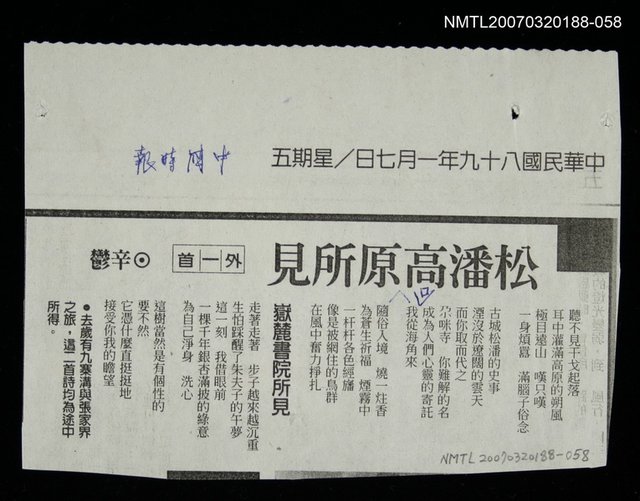 NMTL20070320188-058
中國時報
中華民國八十九年一月七日／星期五
松潘高原所見
外一首
⊙辛鬱
聽不見干戈起落
耳中灌滿高原的朔風
極目遠山　嘆只嘆
一身煩囂　滿腦子俗念
古城松潘的史事
湮沒於遼闊的雲天
而你取而代之
尕咪寺　你難解的名
成為人們心靈的寄託
我從海角來
回
隨俗入境　燒一炷香
為蒼生祈福　煙霧中
一杆杆各色經旛
像是被網住的鳥群
在風中奮力掙扎
嶽麓書院所見
走著走著　步子越來越沉重
生怕踩醒了朱夫子的午夢
這一刻　我借眼前
一棵千年銀杏滿披的綠意
為自己淨身　洗心
這樹當然是有個性的
要不然
它憑什麼直挺挺地
接受你我的瞻望
●去歲有九寨溝與張家界
之旅，這二首詩均為途中
所得。
NMTL20070320188-058